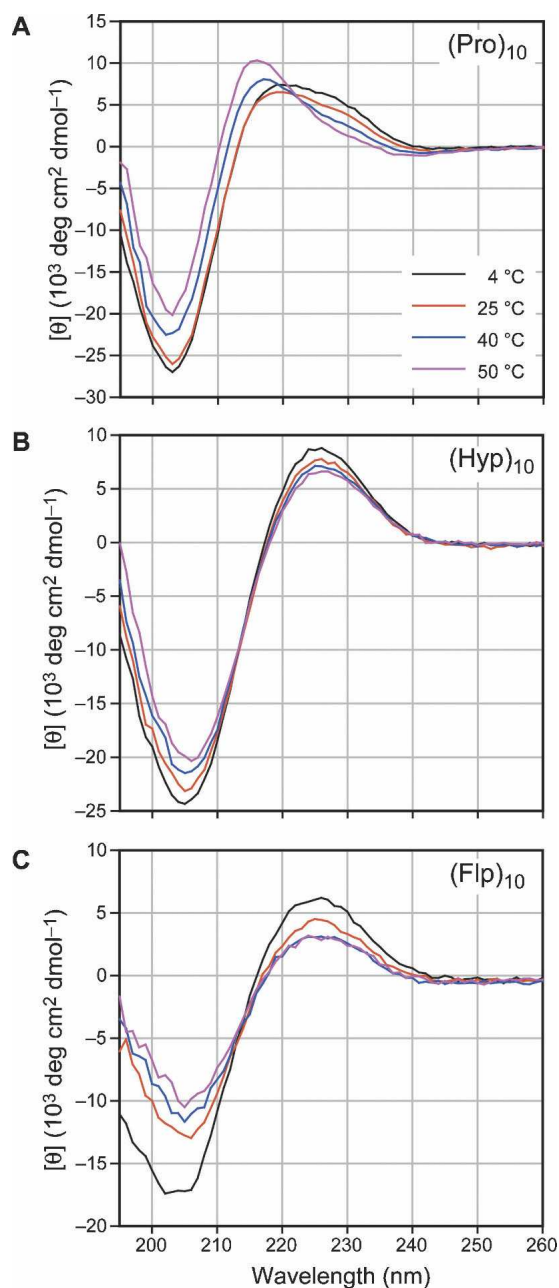 A
(Pro)10
15
10
5
0
–5
–10
–15
–20
–25
–30
[θ] (10³ deg cm² dmol⁻¹)
4 °C
25 °C
40 °C
50 °C
B
(Hyp)10
10
5
0
–5
–10
–15
–20
–25
[θ] (10³ deg cm² dmol⁻¹)
C
(Flp)10
10
5
0
–5
–10
–15
–20
[θ] (10³ deg cm² dmol⁻¹)
200 210 220 230 240 250 260
Wavelength (nm)